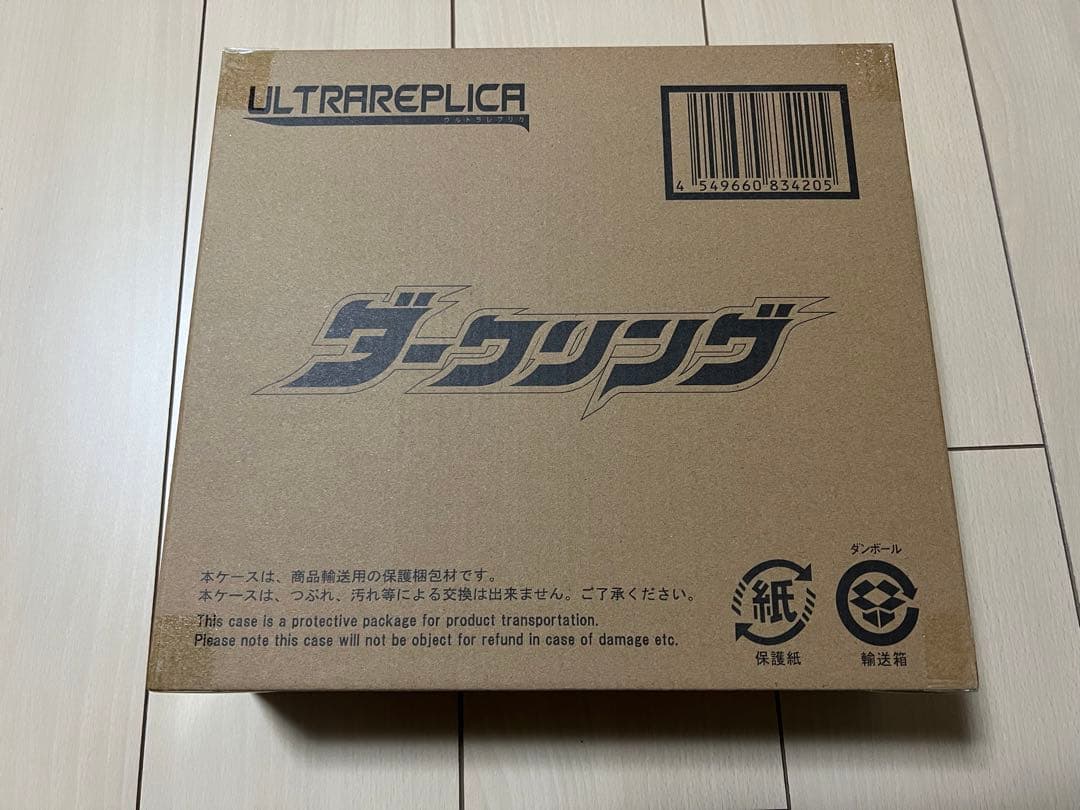 ULTRAREPLICA
ウルトラレプリカ
4 549660 834205
ダークリング
本ケースは、商品輸送用の保護梱包材です。
本ケースは、つぶれ、汚れ等による交換は出来ません。ご了承ください。
This case is a protective package for product transportation.
Please note this case will not be object for refund in case of damage etc.
紙
保護紙
ダンボール
輸送箱